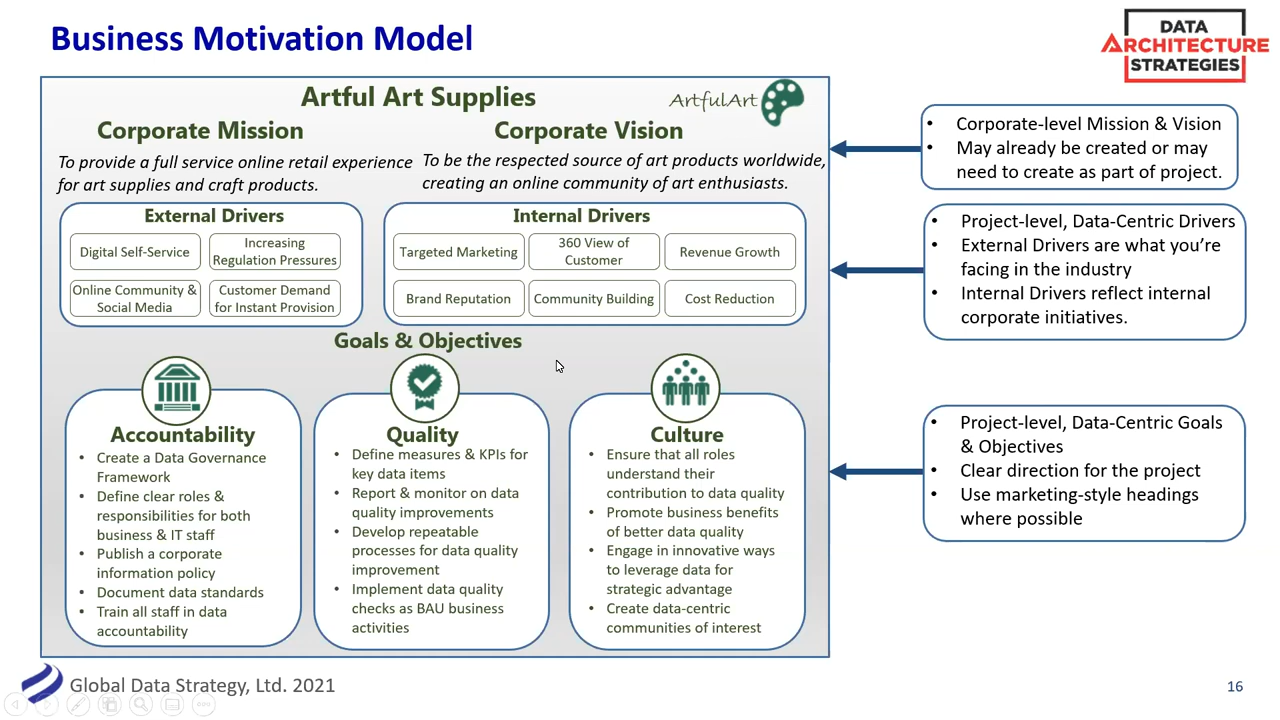 Business Motivation Model
DATA
ARCHITECTURE
STRATEGIES
Artful Art Supplies
ArtfulArt
Corporate Mission
To provide a full service online retail experience
for art supplies and craft products.
Corporate Vision
To be the respected source of art products worldwide,
creating an online community of art enthusiasts.
• Corporate-level Mission & Vision
• May already be created or may
need to create as part of project.
External Drivers
Digital Self-Service
Increasing
Regulation Pressures
Online Community &
Social Media
Customer Demand
for Instant Provision
Internal Drivers
Targeted Marketing
360 View of
Customer
Revenue Growth
Brand Reputation
Community Building
Cost Reduction
• Project-level, Data-Centric Drivers
• External Drivers are what you’re
facing in the industry
• Internal Drivers reflect internal
corporate initiatives.
Goals & Objectives
Accountability
• Create a Data Governance
Framework
• Define clear roles &
responsibilities for both
business & IT staff
• Publish a corporate
information policy
• Document data standards
• Train all staff in data
accountability
Quality
• Define measures & KPIs for
key data items
• Report & monitor on data
quality improvements
• Develop repeatable
processes for data quality
improvement
• Implement data quality
checks as BAU business
activities
Culture
• Ensure that all roles
understand their
contribution to data quality
• Promote business benefits
of better data quality
• Engage in innovative ways
to leverage data for
strategic advantage
• Create data-centric
communities of interest
• Project-level, Data-Centric Goals
& Objectives
• Clear direction for the project
• Use marketing-style headings
where possible
Global Data Strategy, Ltd. 2021
16